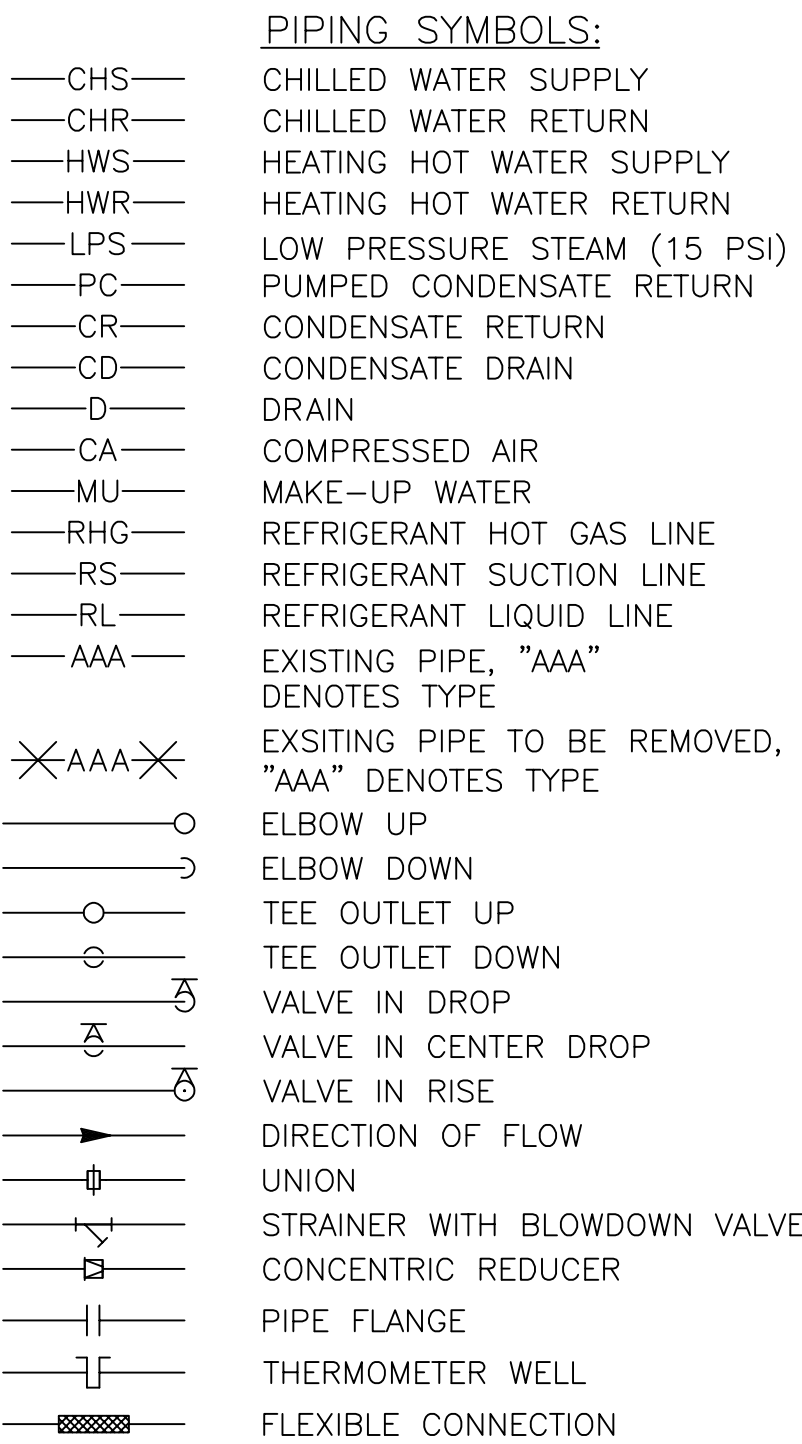 PIPING SYMBOLS:
CHS CHILLED WATER SUPPLY
CHR CHILLED WATER RETURN
HWS HEATING HOT WATER SUPPLY
HWR HEATING HOT WATER RETURN
LPS LOW PRESSURE STEAM (15 PSI)
PC PUMPED CONDENSATE RETURN
CR CONDENSATE RETURN
CD CONDENSATE DRAIN
D DRAIN
CA COMPRESSED AIR
MU MAKE-UP WATER
RHG REFRIGERANT HOT GAS LINE
RS REFRIGERANT SUCTION LINE
RL REFRIGERANT LIQUID LINE
AAA EXISTING PIPE, "AAA"
DENOTES TYPE
AAA EXSITING PIPE TO BE REMOVED,
"AAA" DENOTES TYPE
ELBOW UP
ELBOW DOWN
TEE OUTLET UP
TEE OUTLET DOWN
VALVE IN DROP
VALVE IN CENTER DROP
VALVE IN RISE
DIRECTION OF FLOW
UNION
STRAINER WITH BLOWDOWN VALVE
CONCENTRIC REDUCER
PIPE FLANGE
THERMOMETER WELL
FLEXIBLE CONNECTION